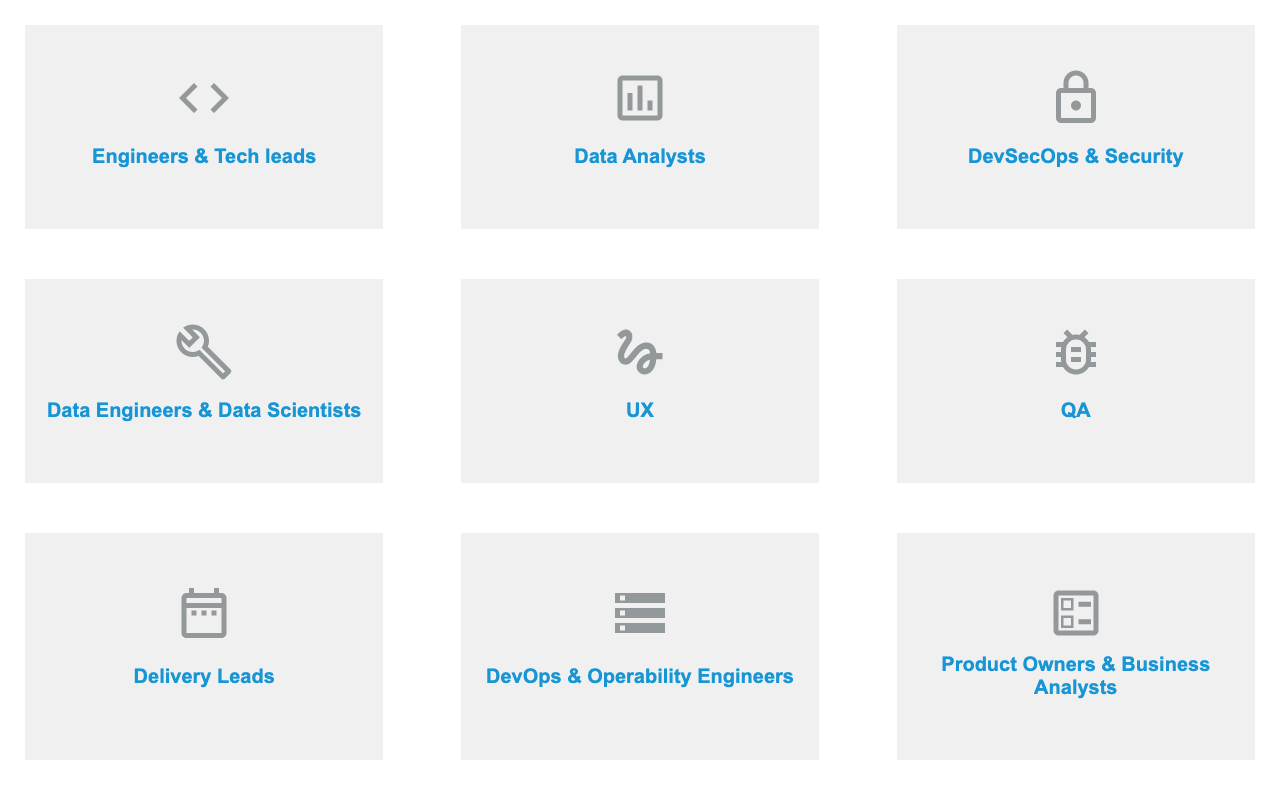 Engineers & Tech leads
Data Analysts
DevSecOps & Security
Data Engineers & Data Scientists
UX
QA
Delivery Leads
DevOps & Operability Engineers
Product Owners & Business
Analysts